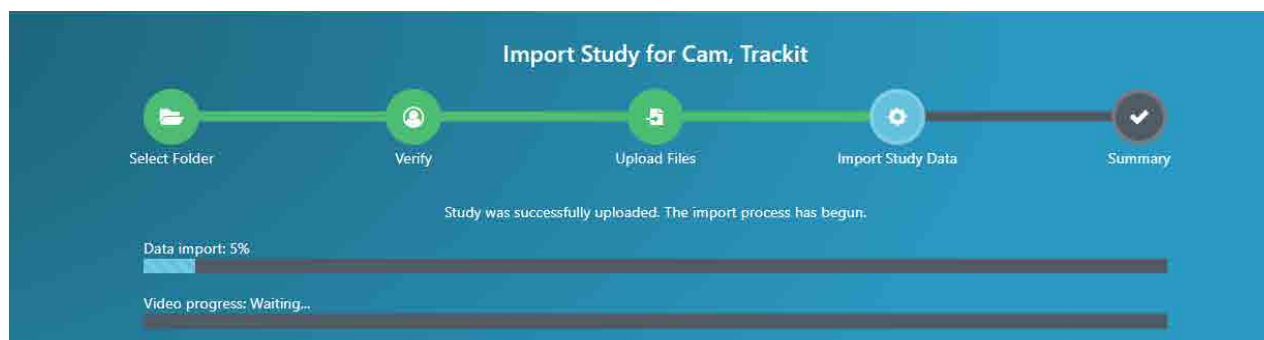 Import Study for Cam, Trackit
Select Folder Verify Upload Files Import Study Data Summary
Study was successfully uploaded. The import process has begun.
Data import: 5%
Video progress: Waiting...